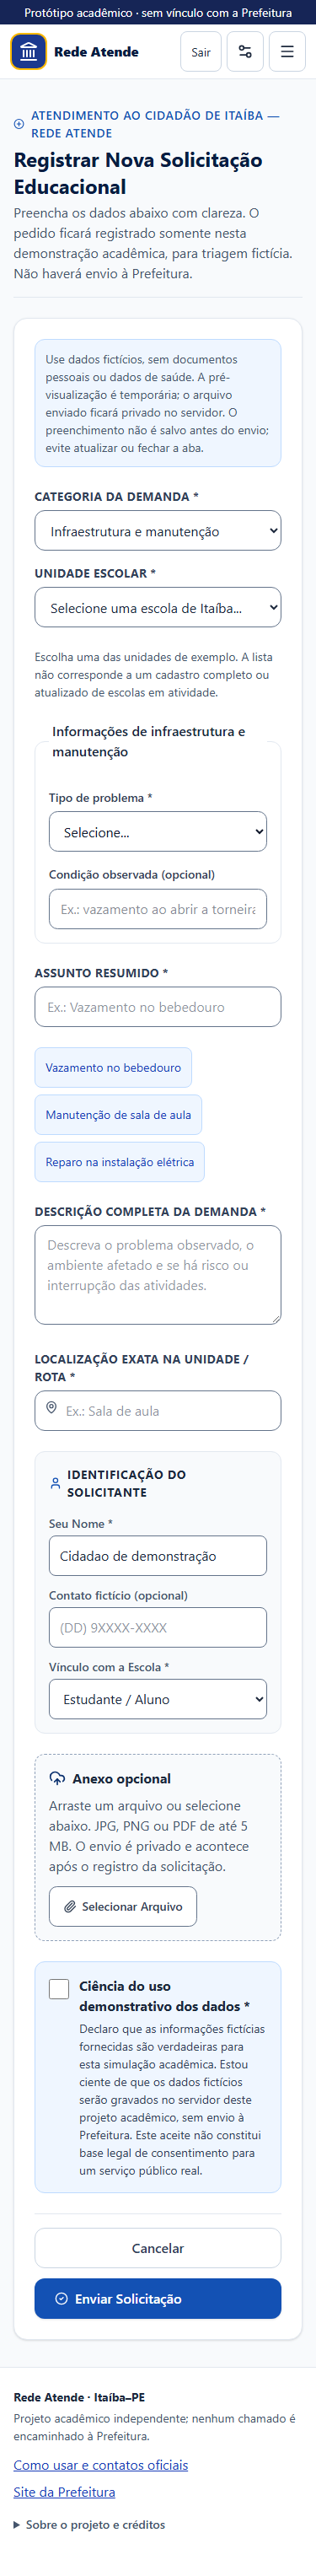 Protótipo acadêmico · sem vínculo com a Prefeitura
Rede Atende
Sair
ATENDIMENTO AO CIDADÃO DE ITAÍBA —
REDE ATENDE
Registrar Nova Solicitação
Educacional
Preencha os dados abaixo com clareza. O
pedido ficará registrado somente nesta
demonstração acadêmica, para triagem fictícia.
Não haverá envio à Prefeitura.
Use dados fictícios, sem documentos
pessoais ou dados de saúde. A pré-
visualização é temporária; o arquivo
enviado ficará privado no servidor. O
preenchimento não é salvo antes do envio;
evite atualizar ou fechar a aba.
CATEGORIA DA DEMANDA *
Infraestrutura e manutenção
UNIDADE ESCOLAR *
Selecione uma escola de Itaíba...
Escolha uma das unidades de exemplo. A lista
não corresponde a um cadastro completo ou
atualizado de escolas em atividade.
Informações de infraestrutura e
manutenção
Tipo de problema *
Selecione...
Condição observada (opcional)
Ex.: vazamento ao abrir a torneira
ASSUNTO RESUMIDO *
Ex.: Vazamento no bebedouro
Vazamento no bebedouro
Manutenção de sala de aula
Reparo na instalação elétrica
DESCRIÇÃO COMPLETA DA DEMANDA *
Descreva o problema observado, o
ambiente afetado e se há risco ou
interrupção das atividades.
LOCALIZAÇÃO EXATA NA UNIDADE /
ROTA *
Ex.: Sala de aula
IDENTIFICAÇÃO DO
SOLICITANTE
Seu Nome *
Cidadao de demonstração
Contato fictício (opcional)
(DD) 9XXXX-XXXX
Vínculo com a Escola *
Estudante / Aluno
Anexo opcional
Arraste um arquivo ou selecione
abaixo. JPG, PNG ou PDF de até 5
MB. O envio é privado e acontece
após o registro da solicitação.
Selecionar Arquivo
Ciência do uso
demonstrativo dos dados *
Declaro que as informações fictícias
fornecidas são verdadeiras para
esta simulação acadêmica. Estou
ciente de que os dados fictícios
serão gravados no servidor deste
projeto acadêmico, sem envio à
Prefeitura. Este aceite não constitui
base legal de consentimento para
um serviço público real.
Cancelar
Enviar Solicitação
Rede Atende · Itaíba–PE
Projeto acadêmico independente; nenhum chamado é
encaminhado à Prefeitura.
Como usar e contatos oficiais
Site da Prefeitura
Sobre o projeto e créditos